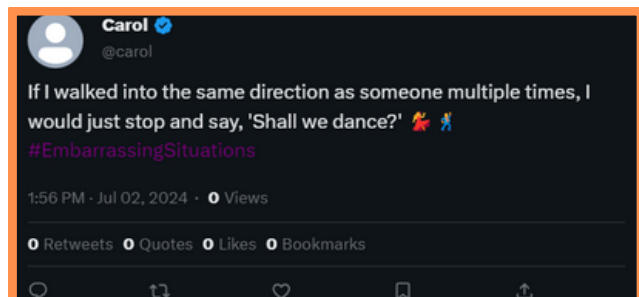 Carol
@carol
If I walked into the same direction as someone multiple times, I
would just stop and say, 'Shall we dance?' 💃 🕺
#EmbarrassingSituations
1:56 PM · Jul 02, 2024 · 0 Views
0 Retweets 0 Quotes 0 Likes 0 Bookmarks